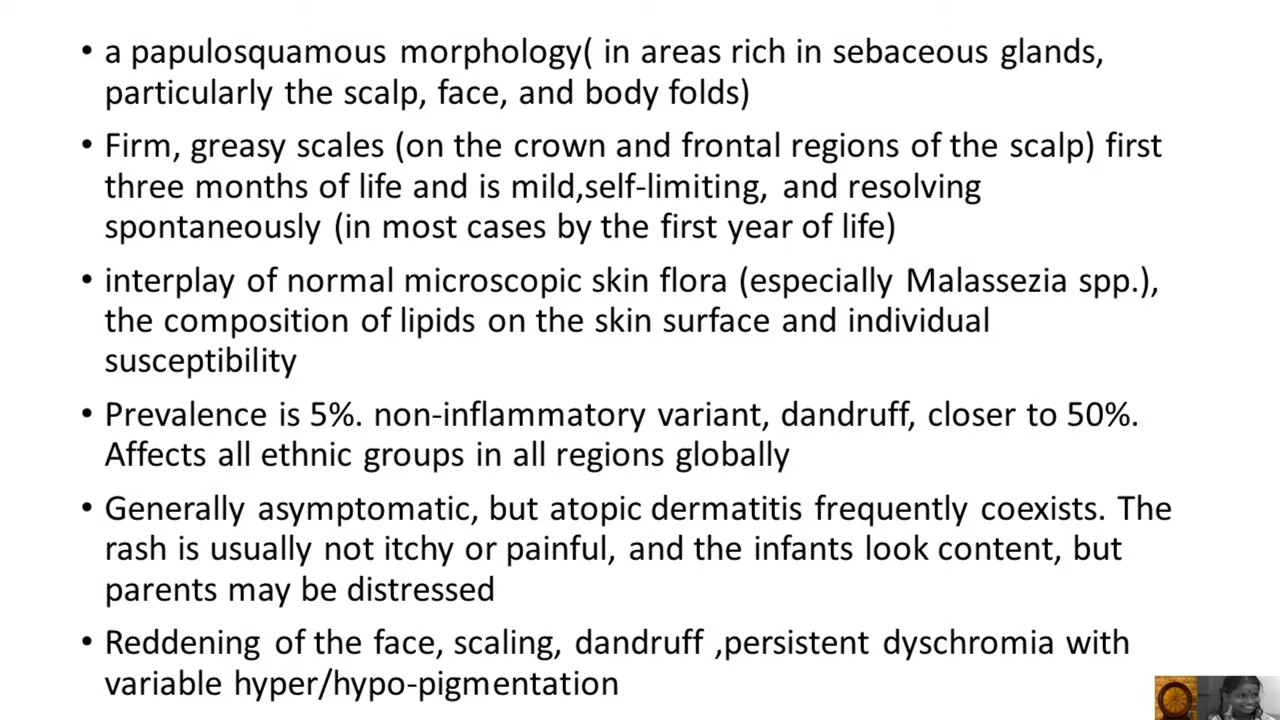 • a papulosquamous morphology( in areas rich in sebaceous glands,
particularly the scalp, face, and body folds)
• Firm, greasy scales (on the crown and frontal regions of the scalp) first
three months of life and is mild,self-limiting, and resolving
spontaneously (in most cases by the first year of life)
• interplay of normal microscopic skin flora (especially Malassezia spp.),
the composition of lipids on the skin surface and individual
susceptibility
• Prevalence is 5%. non-inflammatory variant, dandruff, closer to 50%.
Affects all ethnic groups in all regions globally
• Generally asymptomatic, but atopic dermatitis frequently coexists. The
rash is usually not itchy or painful, and the infants look content, but
parents may be distressed
• Reddening of the face, scaling, dandruff ,persistent dyschromia with
variable hyper/hypo-pigmentation